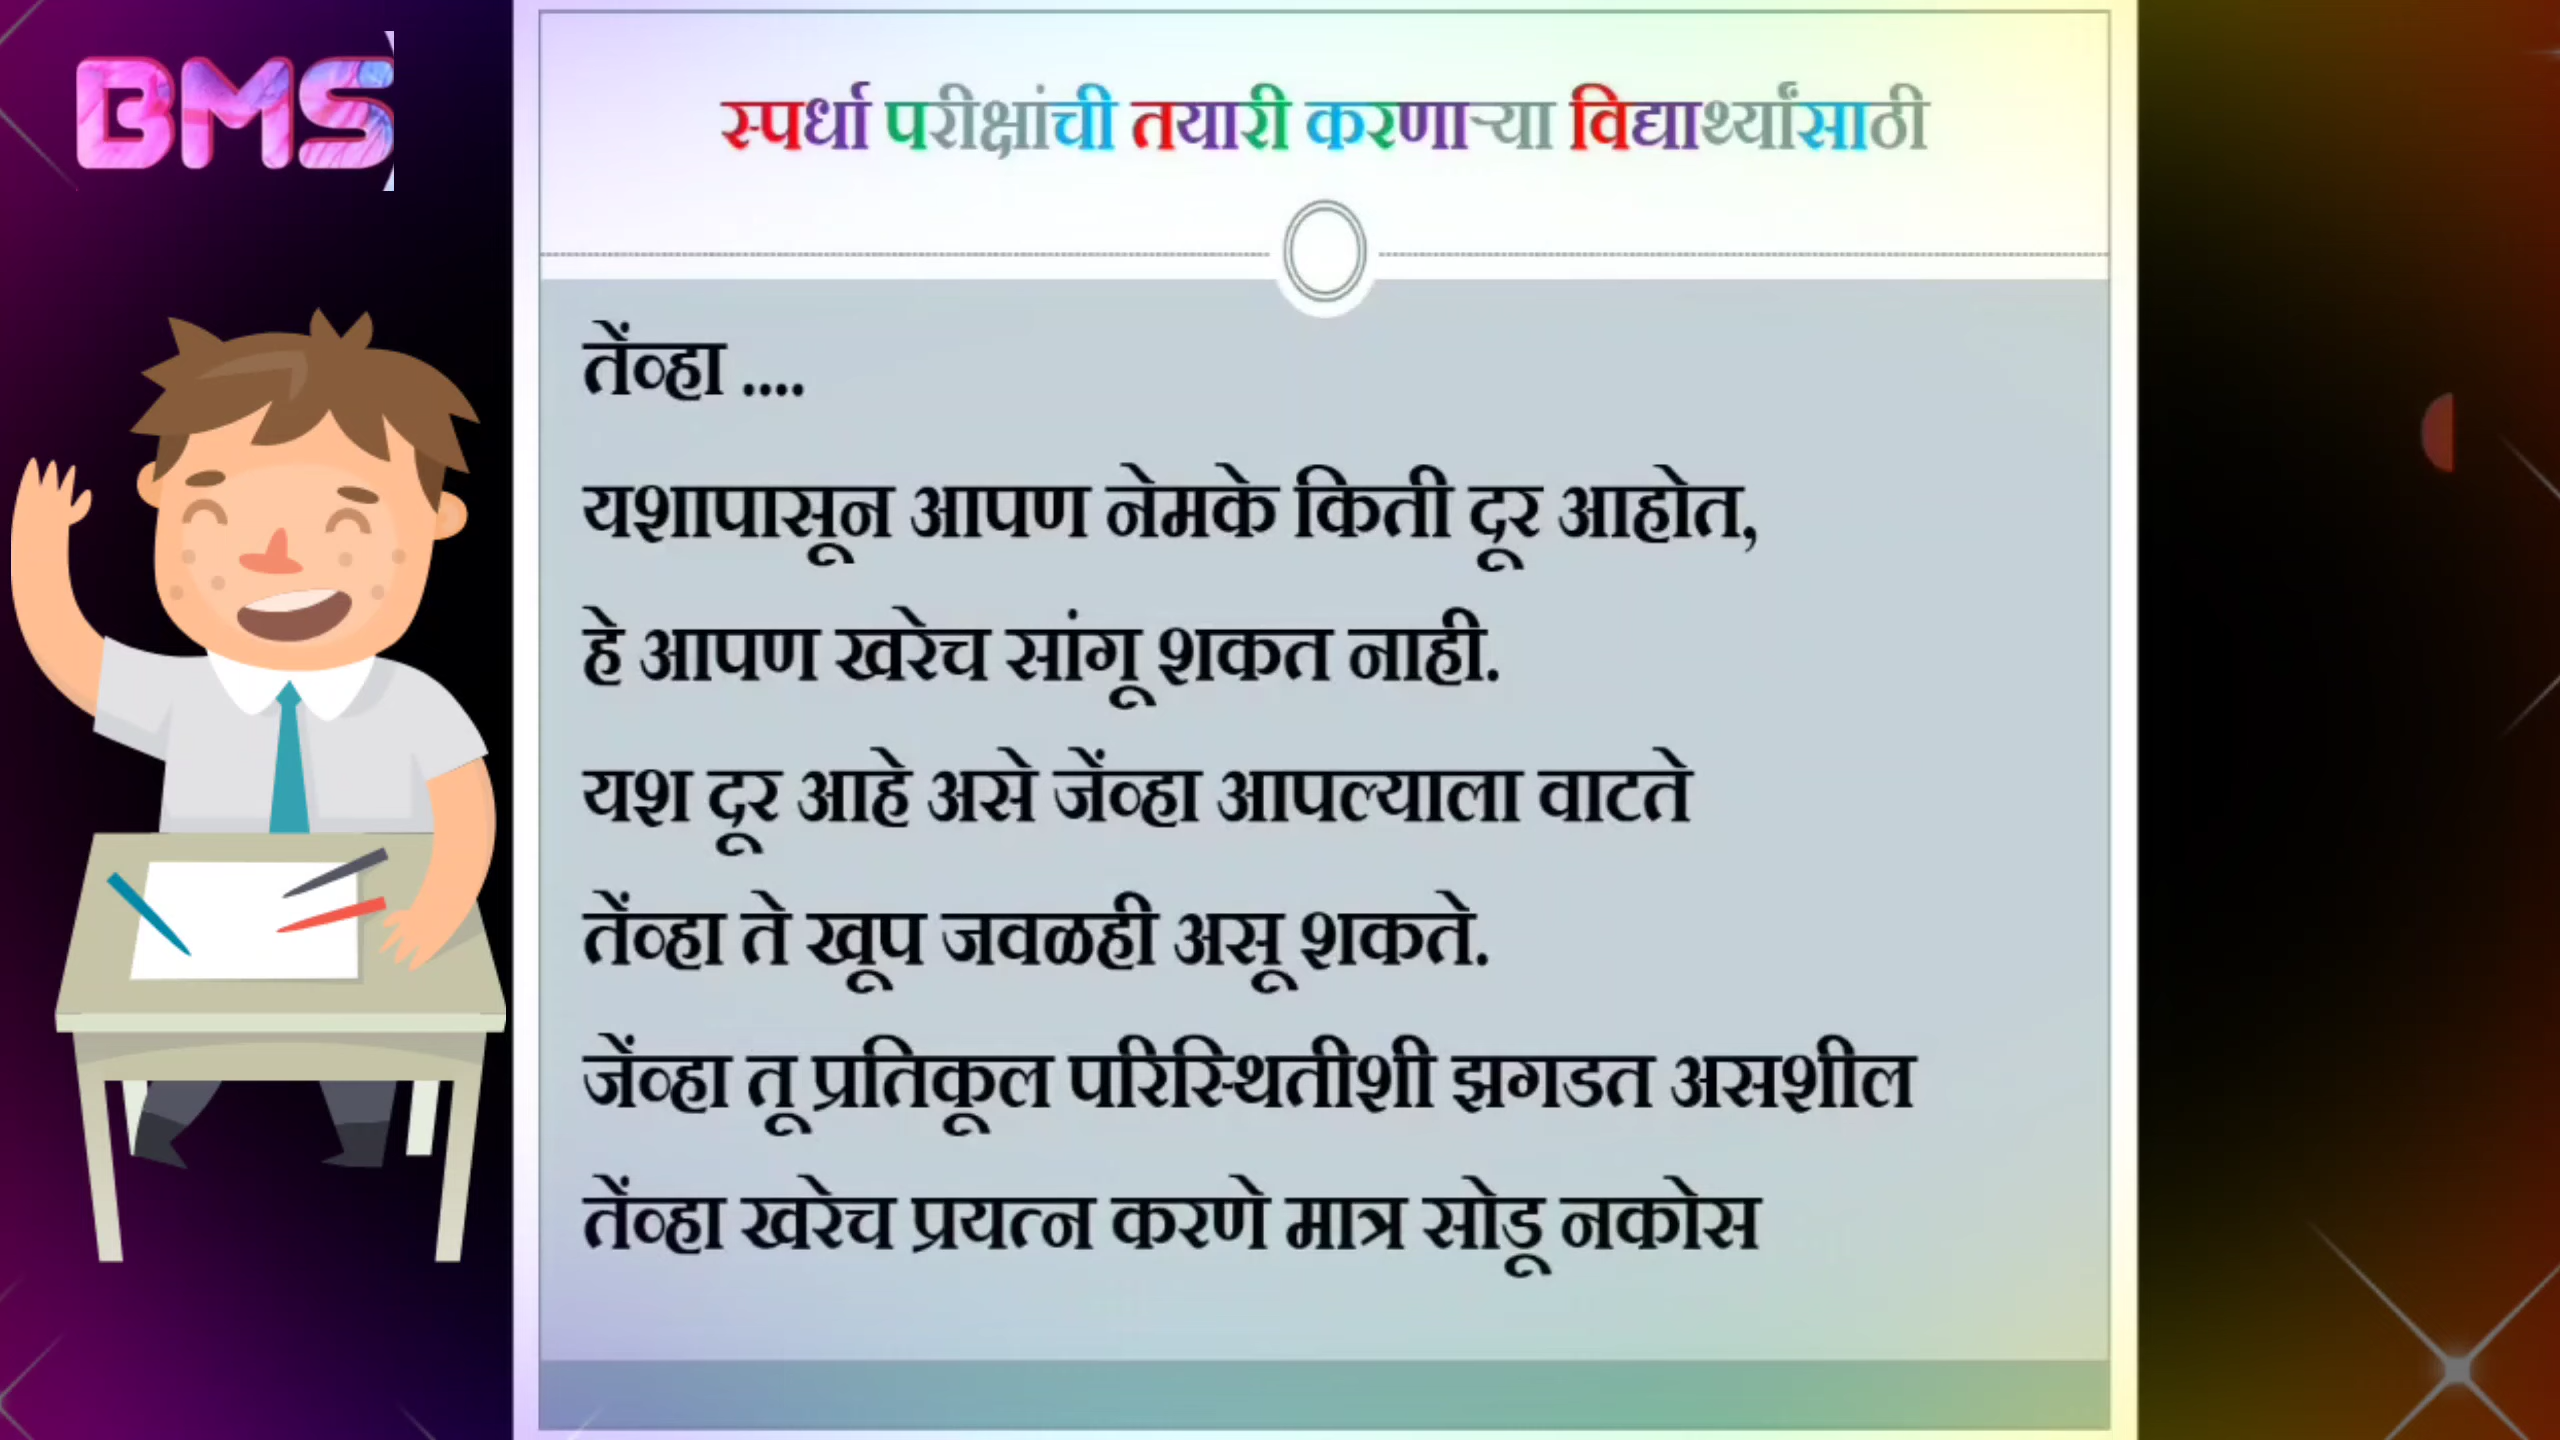 BMS
स्पर्धा परीक्षांची तयारी करणाऱ्या विद्यार्थ्यांसाठी
तेंव्हा ....
यशापासून आपण नेमके किती दूर आहोत,
हे आपण खरेच सांगू शकत नाही.
यश दूर आहे असे जेंव्हा आपल्याला वाटते
तेंव्हा ते खूप जवळही असू शकते.
जेंव्हा तू प्रतिकूल परिस्थितीशी झगडत असशील
तेंव्हा खरेच प्रयत्न करणे मात्र सोडू नकोस